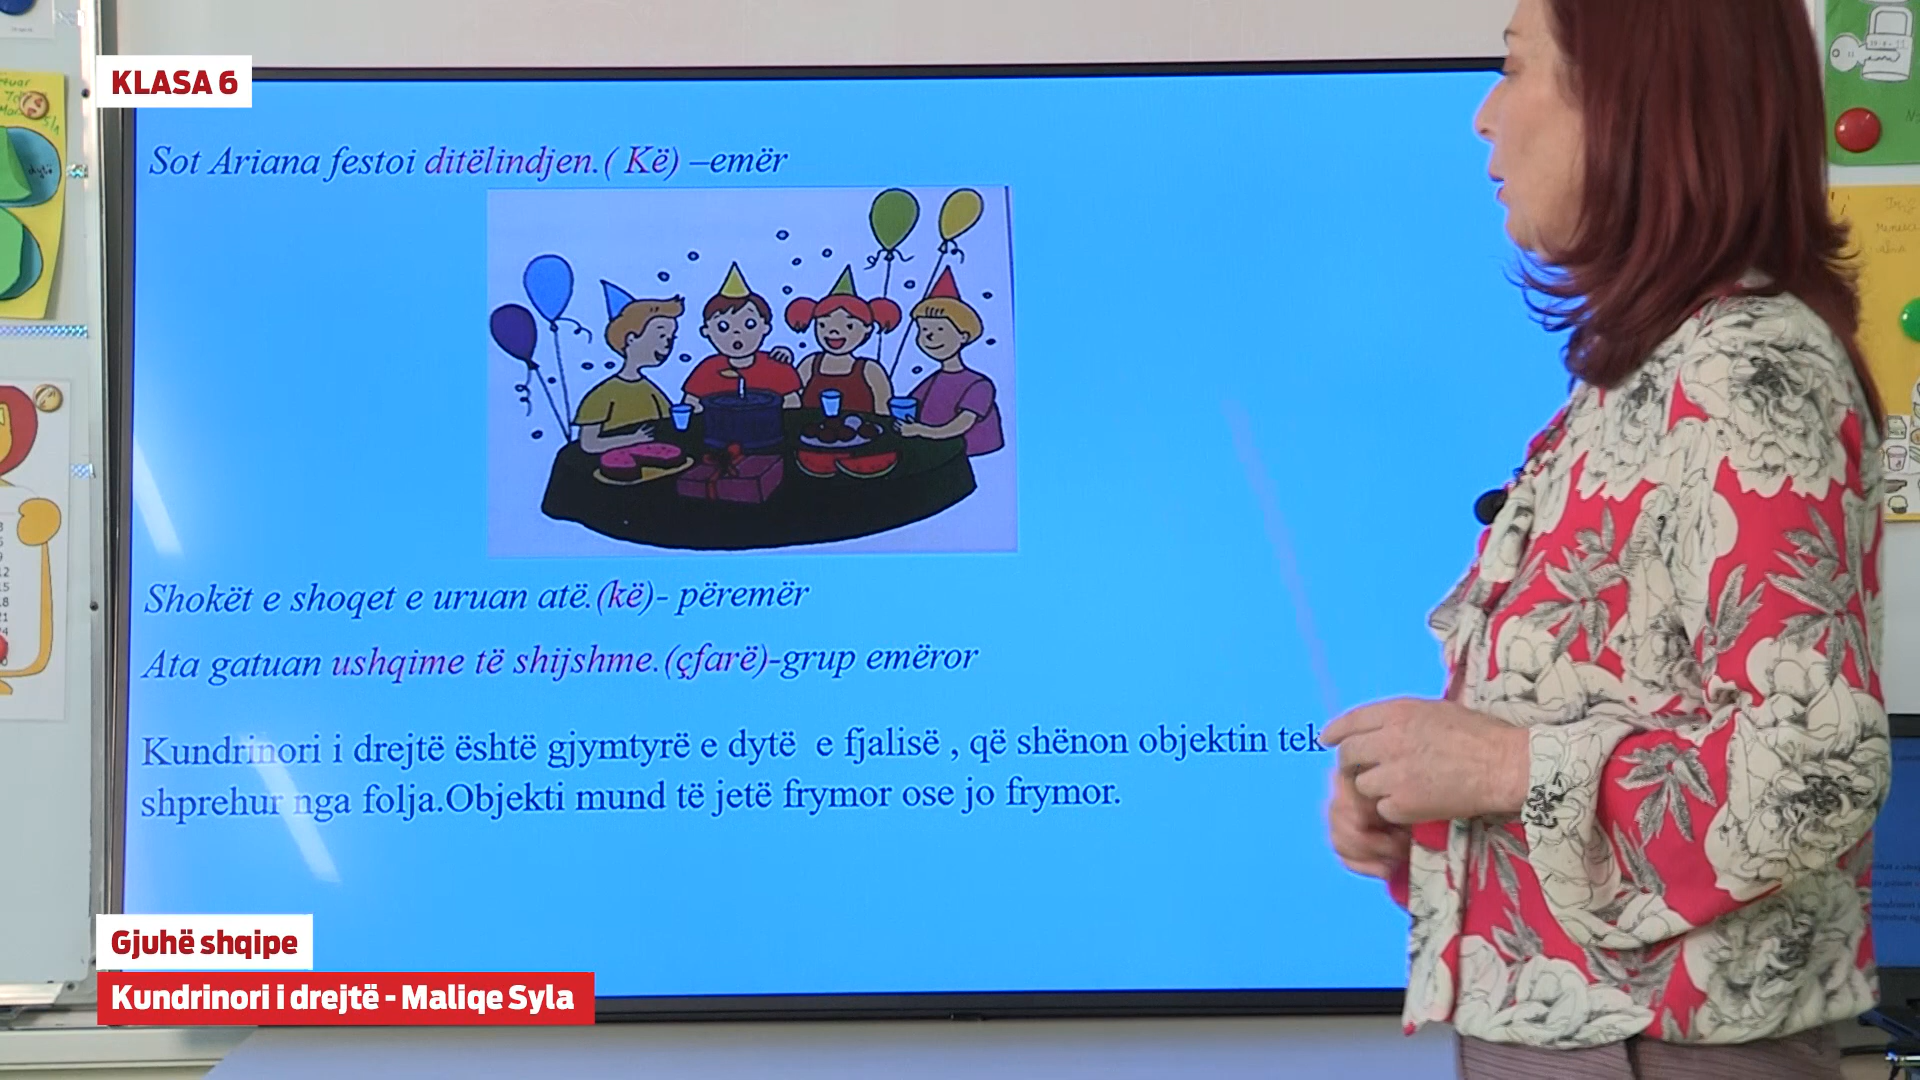 KLASA 6
Sot Ariana festoi ditëlindjen.( Kë) –emër
Shokët e shoqet e uruan atë.(kë)- përemër
Ata gatuan ushqime të shijshme.(çfarë)-grup emëror
Kundrinori i drejtë është gjymtyrë e dytë e fjalisë , që shënon objektin tek
shprehur nga folja.Objekti mund të jetë frymor ose jo frymor.
Gjuhë shqipe
Kundrinori i drejtë - Maliqe Syla